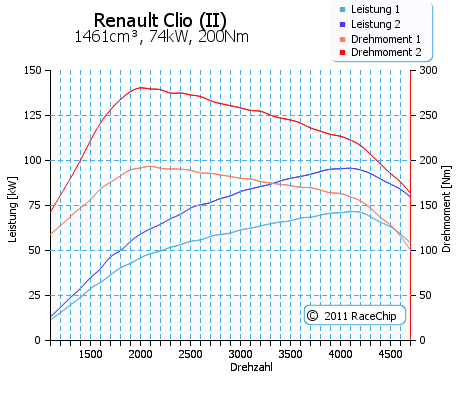 Renault Clio (II)
1461cm³, 74kW, 200Nm
Leistung 1
Leistung 2
Drehmoment 1
Drehmoment 2
150
125
100
75
50
25
0
Leistung [kW]
300
250
200
150
100
50
0
Drehmoment [Nm]
© 2011 RaceChip
1500 2000 2500 3000 3500 4000 4500
Drehzahl